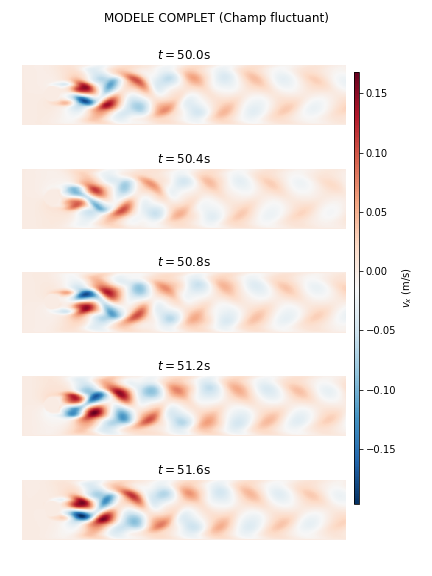 MODELE COMPLET (Champ fluctuant)
t = 50.0s
t = 50.4s
t = 50.8s
t = 51.2s
t = 51.6s
0.15
0.10
0.05
0.00
−0.05
−0.10
−0.15
vₓ (m/s)